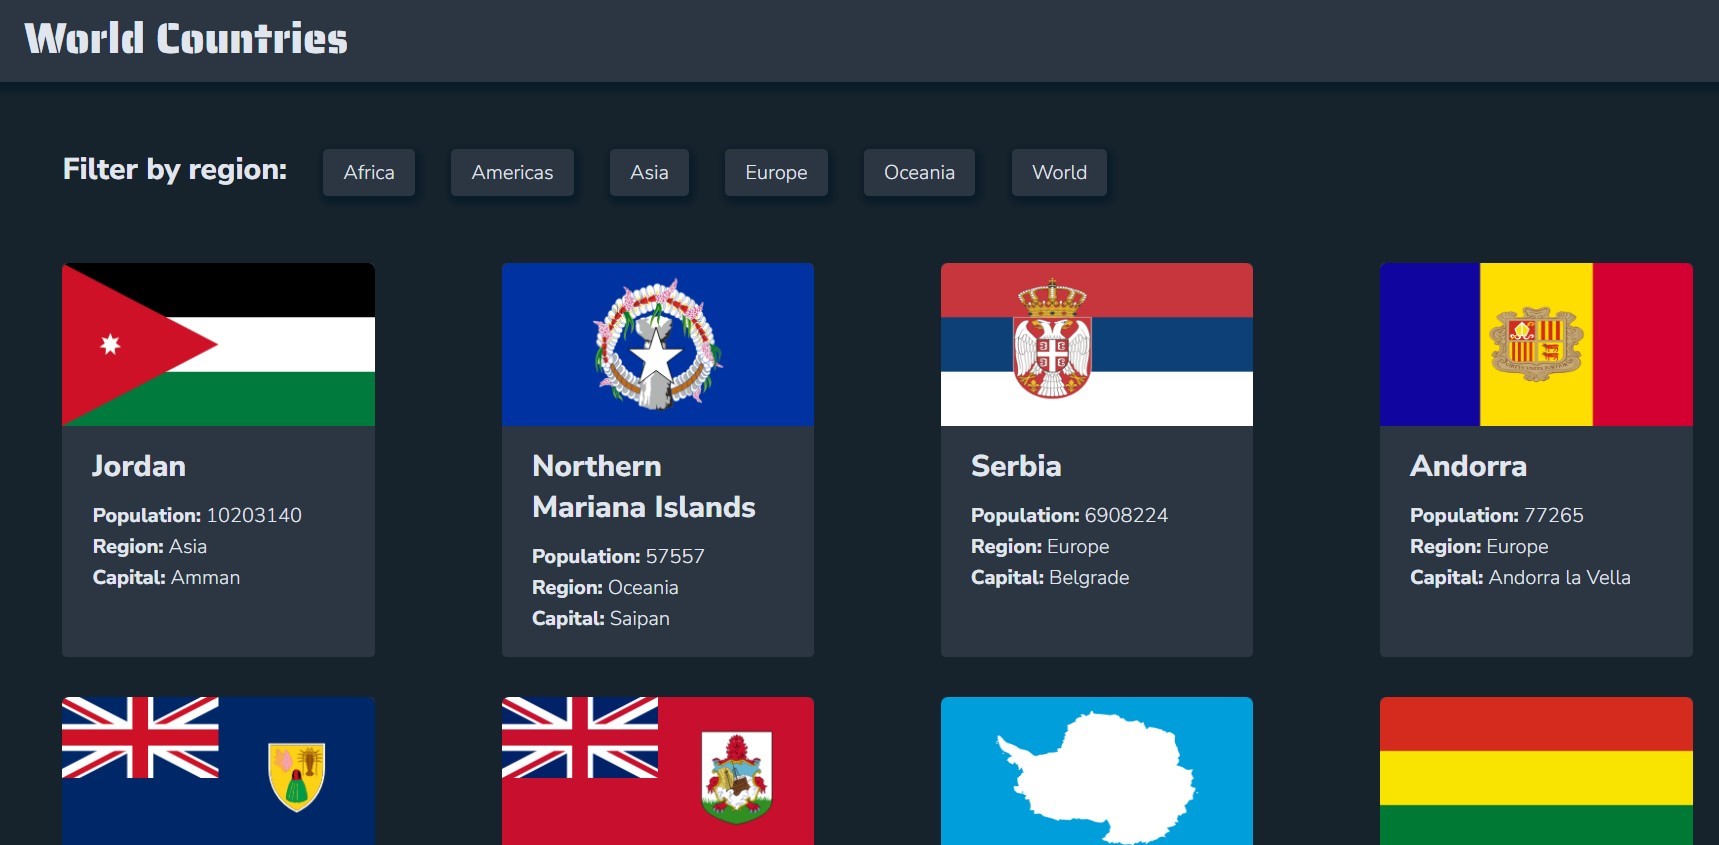 World Countries
Filter by region:
Africa
Americas
Asia
Europe
Oceania
World
Jordan
Population: 10203140
Region: Asia
Capital: Amman
Northern
Mariana Islands
Population: 57557
Region: Oceania
Capital: Saipan
Serbia
Population: 6908224
Region: Europe
Capital: Belgrade
Andorra
Population: 77265
Region: Europe
Capital: Andorra la Vella